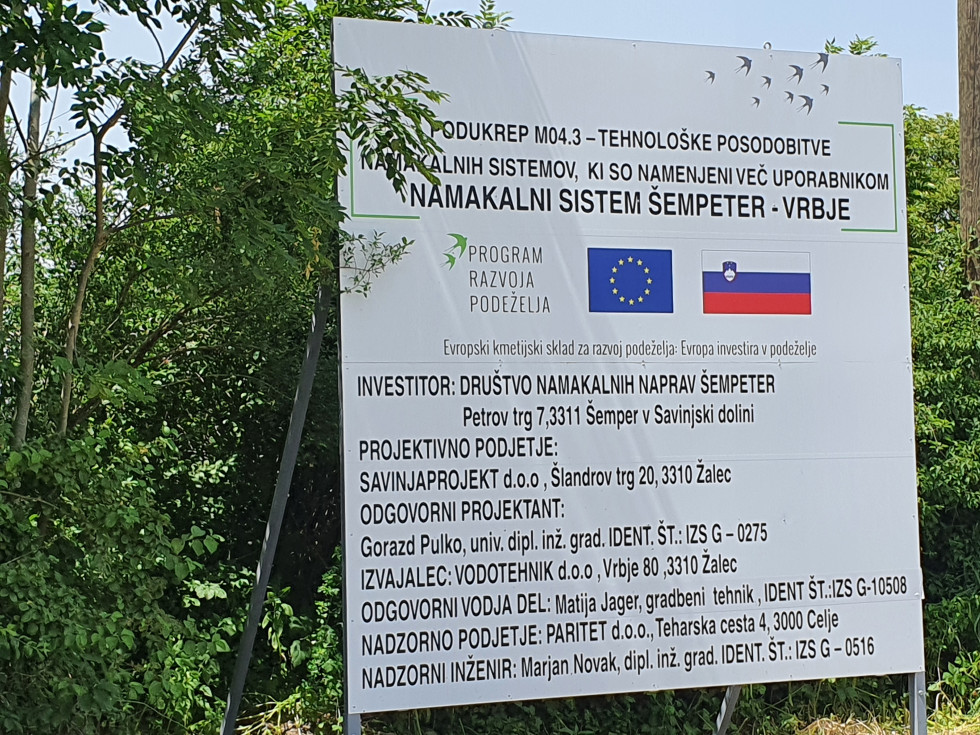 PODUKREP M04.3 – TEHNOLOŠKE POSODOBITVE
NAMAKALNIH SISTEMOV, KI SO NAMENJENI VEČ UPORABNIKOM
NAMAKALNI SISTEM ŠEMPETER - VRBJE
PROGRAM
RAZVOJA
PODEŽELJA
Evropski kmetijski sklad za razvoj podeželja: Evropa investira v podeželje
INVESTITOR: DRUŠTVO NAMAKALNIH NAPRAV ŠEMPETER
Petrov trg 7,3311 Šemper v Savinjski dolini
PROJEKTIVNO PODJETJE:
SAVINJAPROJEKT d.o.o , Šlandrov trg 20, 3310 Žalec
ODGOVORNI PROJEKTANT:
Gorazd Pulko, univ. dipl. inž. grad. IDENT. ŠT.: IZS G – 0275
IZVAJALEC: VODOTEHNIK d.o.o , Vrbje 80 ,3310 Žalec
ODGOVORNI VODJA DEL: Matija Jager, gradbeni tehnik , IDENT ŠT.:IZS G-10508
NADZORNO PODJETJE: PARITET d.o.o., Teharska cesta 4, 3000 Celje
NADZORNI INŽENIR: Marjan Novak, dipl. inž. grad. IDENT. ŠT.: IZS G – 0516